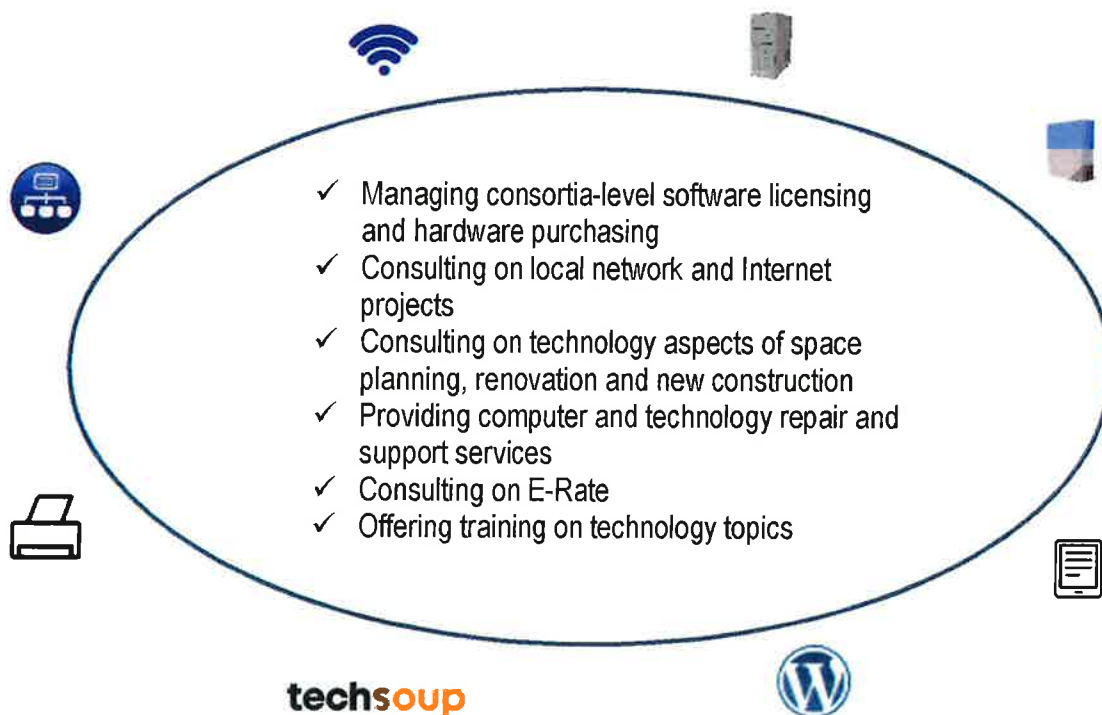 ✓ Managing consortia-level software licensing
and hardware purchasing
✓ Consulting on local network and Internet
projects
✓ Consulting on technology aspects of space
planning, renovation and new construction
✓ Providing computer and technology repair and
support services
✓ Consulting on E-Rate
✓ Offering training on technology topics
techsoup
W